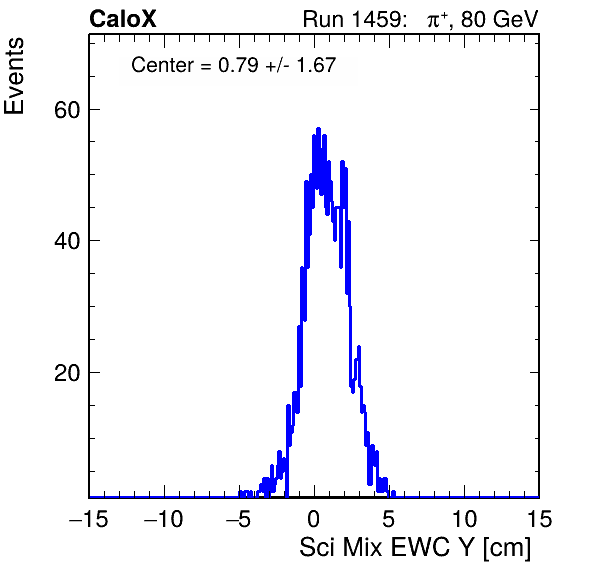 CaloX Run 1459: π⁺, 80 GeV
Events
Center = 0.79 +/- 1.67
60
40
20
−15 −10 −5 0 5 10 15
Sci Mix EWC Y [cm]